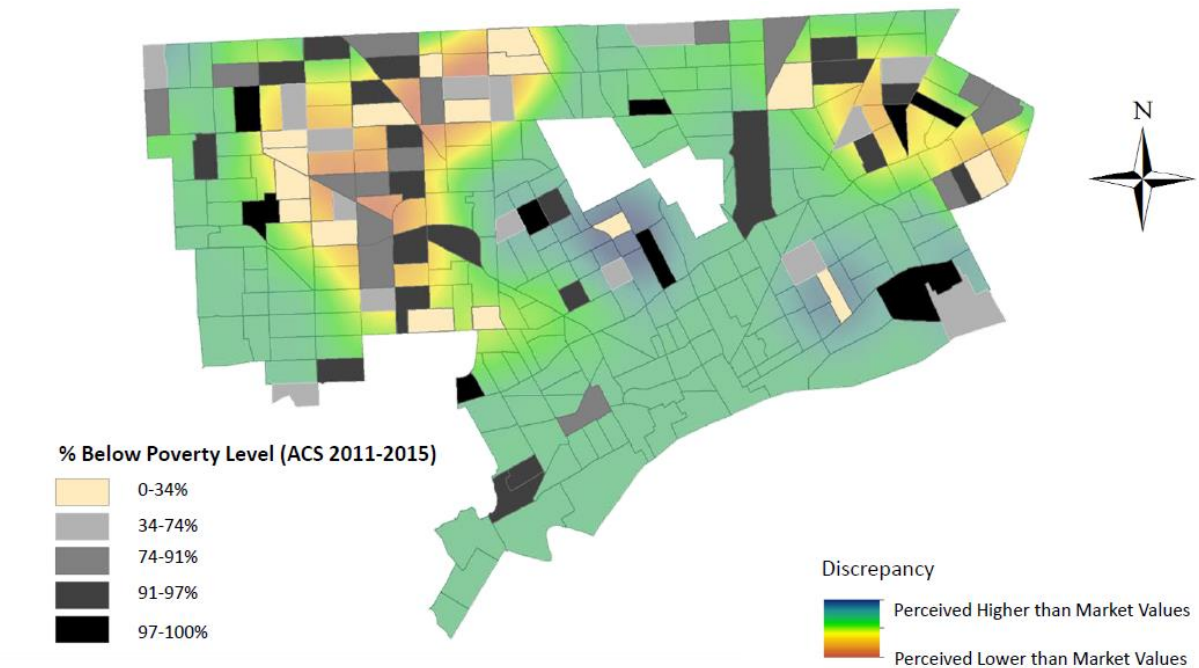 N
% Below Poverty Level (ACS 2011-2015)
0-34%
34-74%
74-91%
91-97%
97-100%
Discrepancy
Perceived Higher than Market Values
Perceived Lower than Market Values